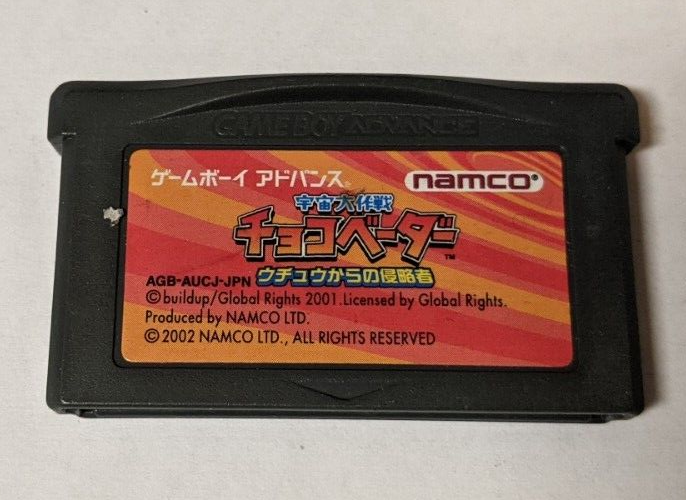 GAME BOY ADVANCE
ゲームボーイ アドバンス® namco®
宇宙大作戦
チョコベーダー™
AGB-AUCJ-JPN ウチュウからの侵略者
©buildup/Global Rights 2001.Licensed by Global Rights.
Produced by NAMCO LTD.
©2002 NAMCO LTD., ALL RIGHTS RESERVED